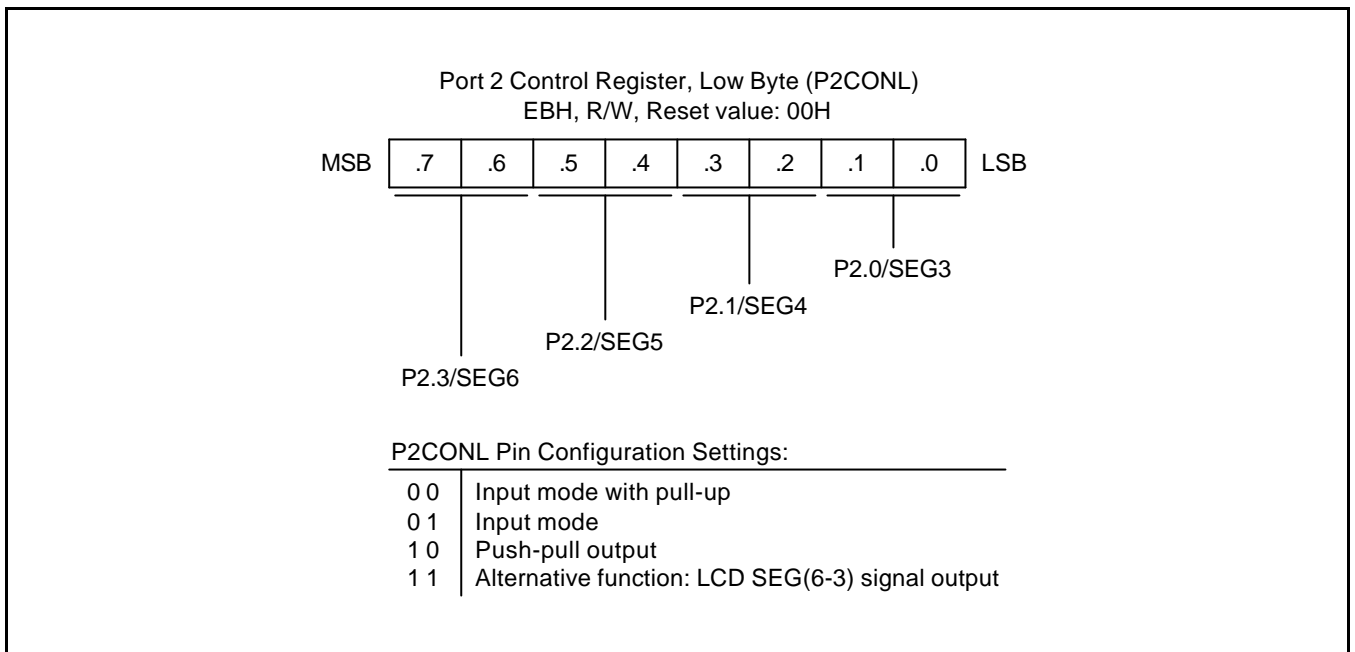 Port 2 Control Register, Low Byte (P2CONL)
EBH, R/W, Reset value: 00H
MSB .7 .6 .5 .4 .3 .2 .1 .0 LSB
P2.0/SEG3
P2.1/SEG4
P2.2/SEG5
P2.3/SEG6
P2CONL Pin Configuration Settings:
0 0 Input mode with pull-up
0 1 Input mode
1 0 Push-pull output
1 1 Alternative function: LCD SEG(6-3) signal output